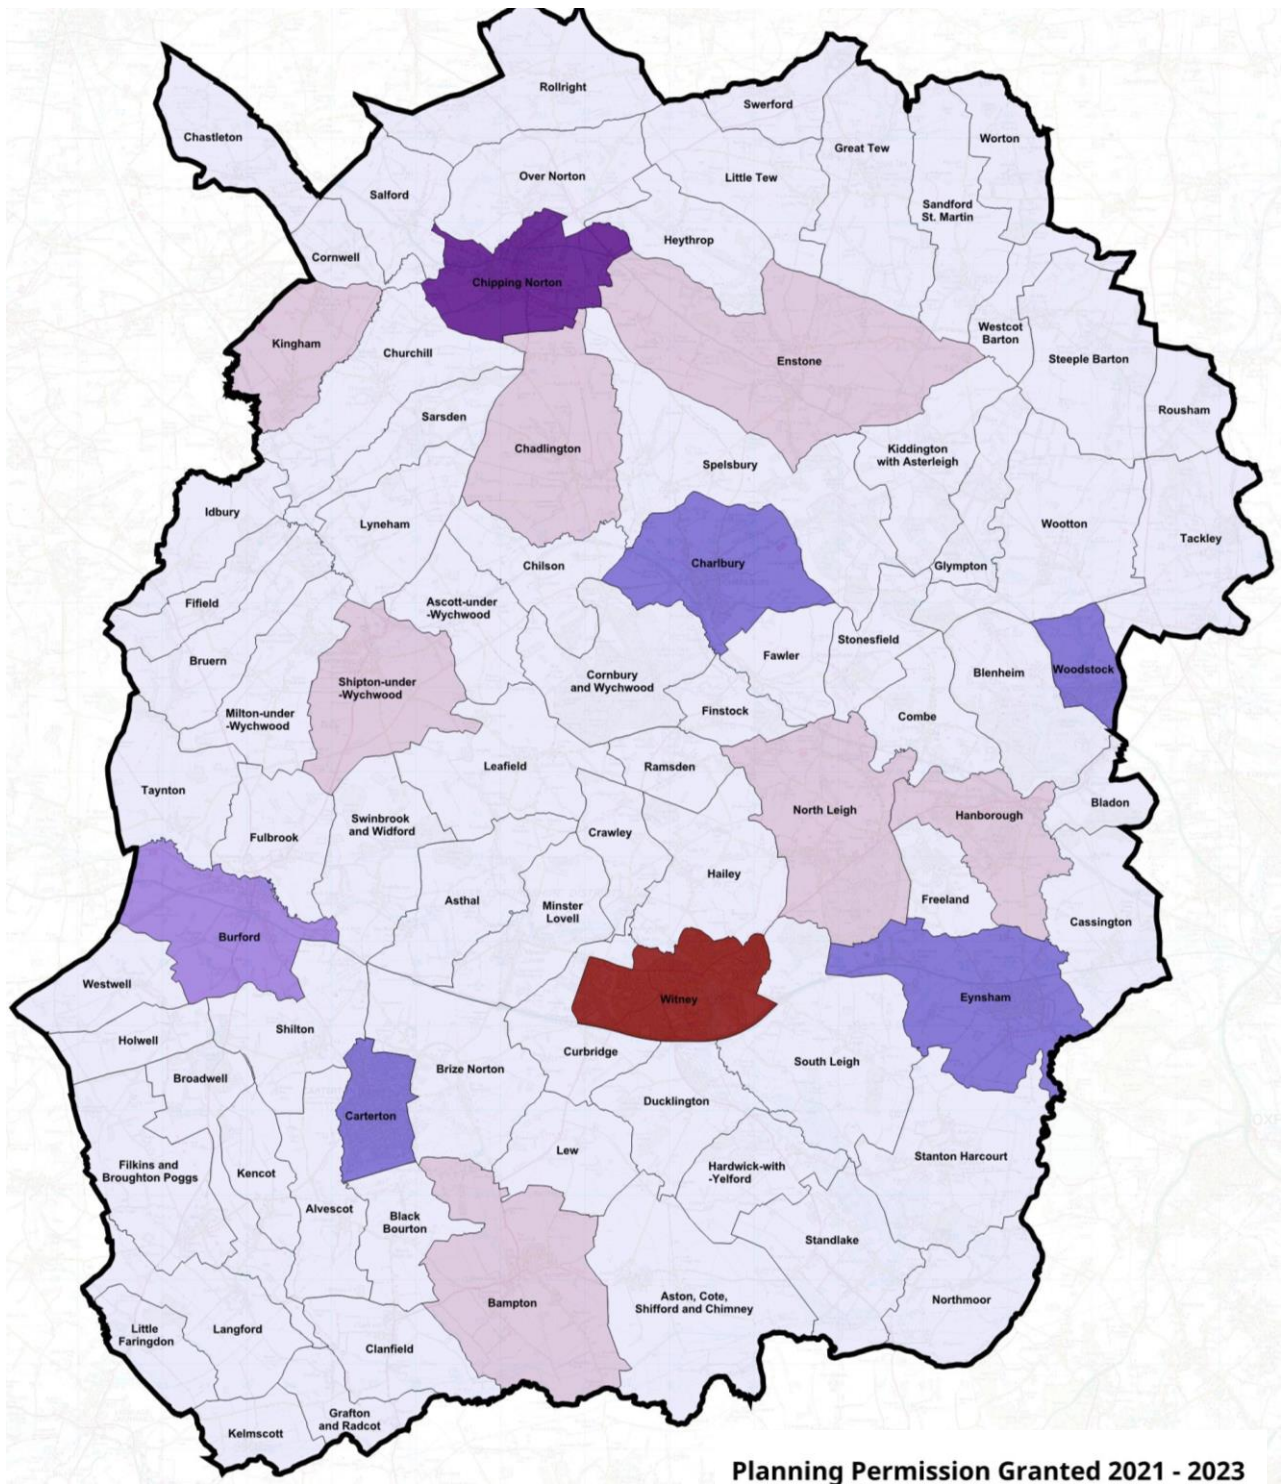 Rollright
Swerford
Chastleton
Worton
Great Tew
Over Norton
Little Tew
Salford
Sandford
St. Martin
Heythrop
Cornwell
Chipping Norton
Westcot
Barton
Kingham
Churchill
Steeple Barton
Enstone
Rousham
Sarsden
Chadlington
Kiddington
with Asterleigh
Spelsbury
Idbury
Lyneham
Wootton
Tackley
Charlbury
Chilson
Glympton
Fifield
Ascott-under
-Wychwood
Stonesfield
Fawler
Bruern
Woodstock
Blenheim
Cornbury
and Wychwood
Shipton-under
-Wychwood
Finstock
Milton-under
-Wychwood
Combe
Leafield
Ramsden
Taynton
Bladon
North Leigh
Hanborough
Swinbrook
and Widford
Crawley
Fulbrook
Hailey
Asthal
Freeland
Minster
Lovell
Cassington
Burford
Westwell
Witney
Eynsham
Shilton
Holwell
Curbridge
South Leigh
Brize Norton
Broadwell
Ducklington
Carterton
Lew
Stanton Harcourt
Filkins and
Broughton Poggs
Kencot
Hardwick-with
-Yelford
Alvescot
Black
Bourton
Standlake
Bampton
Aston, Cote,
Shifford and Chimney
Northmoor
Little
Faringdon
Langford
Clanfield
Grafton
and Radcot
Kelmscott
Planning Permission Granted 2021 - 2023